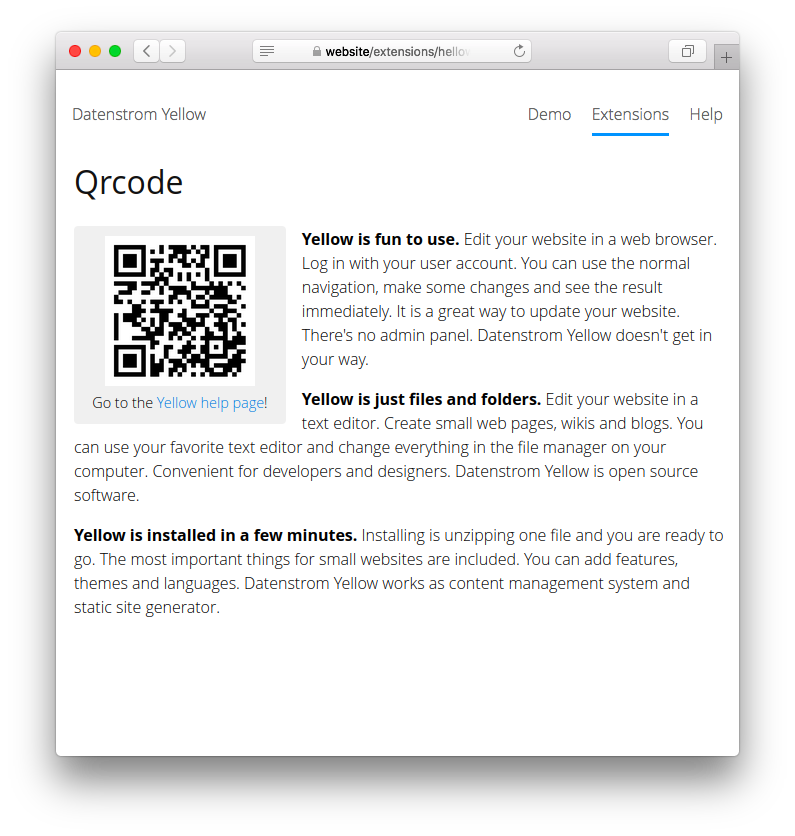 website/extensions/hello
Datenstrom Yellow Demo Extensions Help
Qrcode
Go to the Yellow help page!
Yellow is fun to use. Edit your website in a web browser.
Log in with your user account. You can use the normal
navigation, make some changes and see the result
immediately. It is a great way to update your website.
There's no admin panel. Datenstrom Yellow doesn't get in
your way.
Yellow is just files and folders. Edit your website in a
text editor. Create small web pages, wikis and blogs. You
can use your favorite text editor and change everything in the file manager on your
computer. Convenient for developers and designers. Datenstrom Yellow is open source
software.
Yellow is installed in a few minutes. Installing is unzipping one file and you are ready to
go. The most important things for small websites are included. You can add features,
themes and languages. Datenstrom Yellow works as content management system and
static site generator.